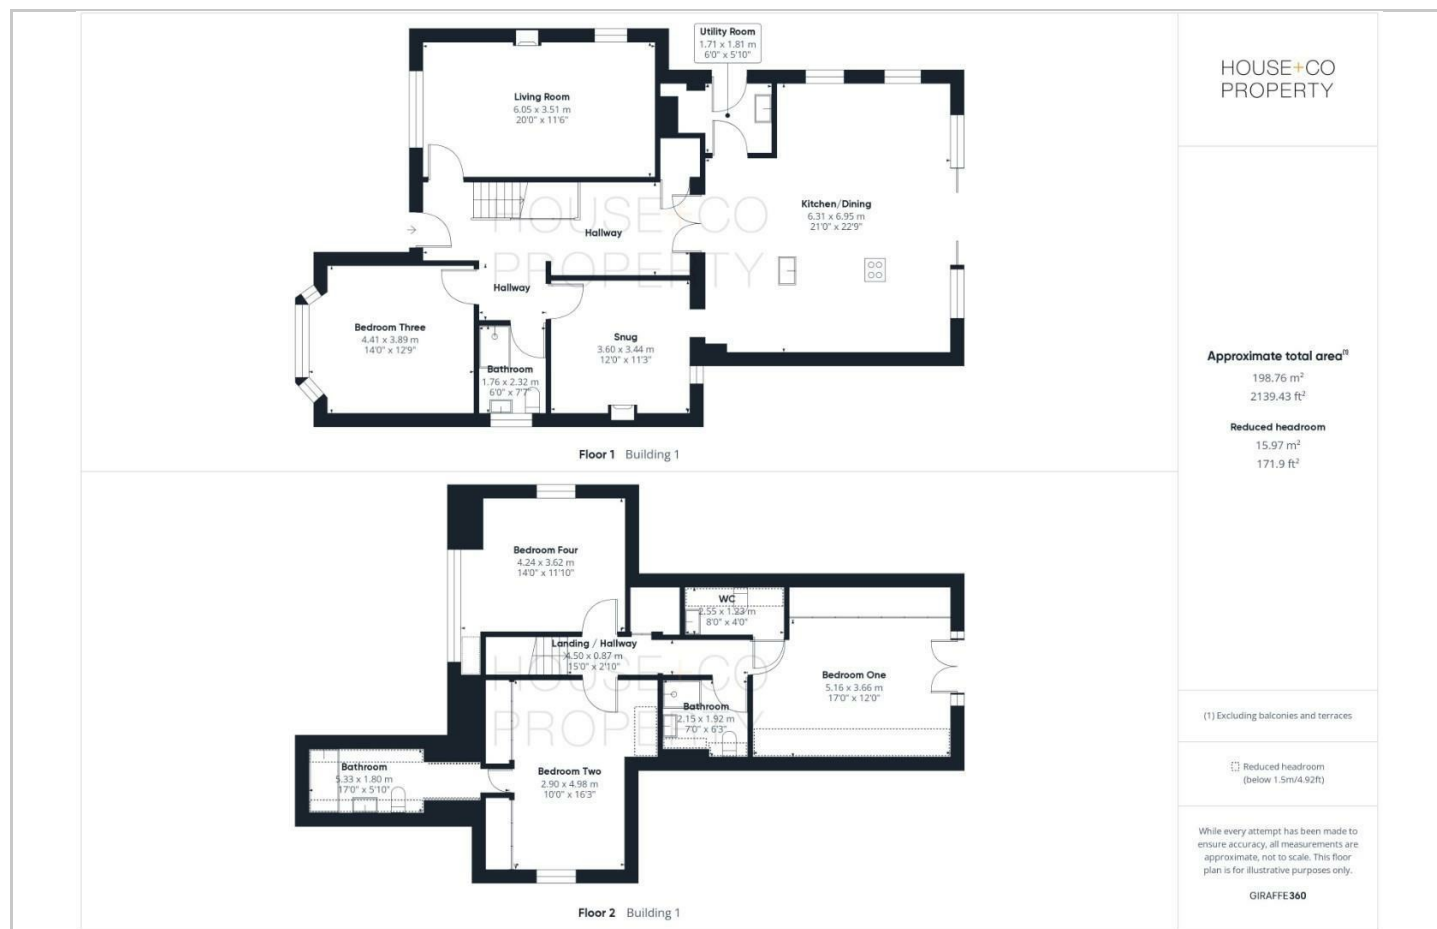 Utility Room
1.71 x 1.81 m
6'0" x 5'10"
Living Room
6.05 x 3.51 m
20'0" x 11'6"
Kitchen/Dining
6.31 x 6.95 m
21'0" x 22'9"
HOUSE+CO
PROPERTY
Hallway
Hallway
Bedroom Three
4.41 x 3.89 m
14'0" x 12'9"
Snug
3.60 x 3.44 m
12'0" x 11'3"
Bathroom
1.76 x 2.32 m
6'0" x 7'7"
Floor 1 Building 1
Bedroom Four
4.24 x 3.62 m
14'0" x 11'10"
WC
2.55 x 1.23 m
8'0" x 4'0"
Landing / Hallway
4.50 x 0.87 m
15'0" x 2'10"
HOUSE+CO
PROPERTY
Bedroom One
5.16 x 3.66 m
17'0" x 12'0"
Bathroom
2.15 x 1.92 m
7'0" x 6'3"
Bathroom
5.33 x 1.80 m
17'0" x 5'10"
Bedroom Two
2.90 x 4.98 m
10'0" x 16'3"
Floor 2 Building 1
HOUSE+CO
PROPERTY
Approximate total area(1)
198.76 m²
2139.43 ft²
Reduced headroom
15.97 m²
171.9 ft²
(1) Excluding balconies and terraces
Reduced headroom
(below 1.5m/4.92ft)
While every attempt has been made to
ensure accuracy, all measurements are
approximate, not to scale. This floor
plan is for illustrative purposes only.
GIRAFFE360